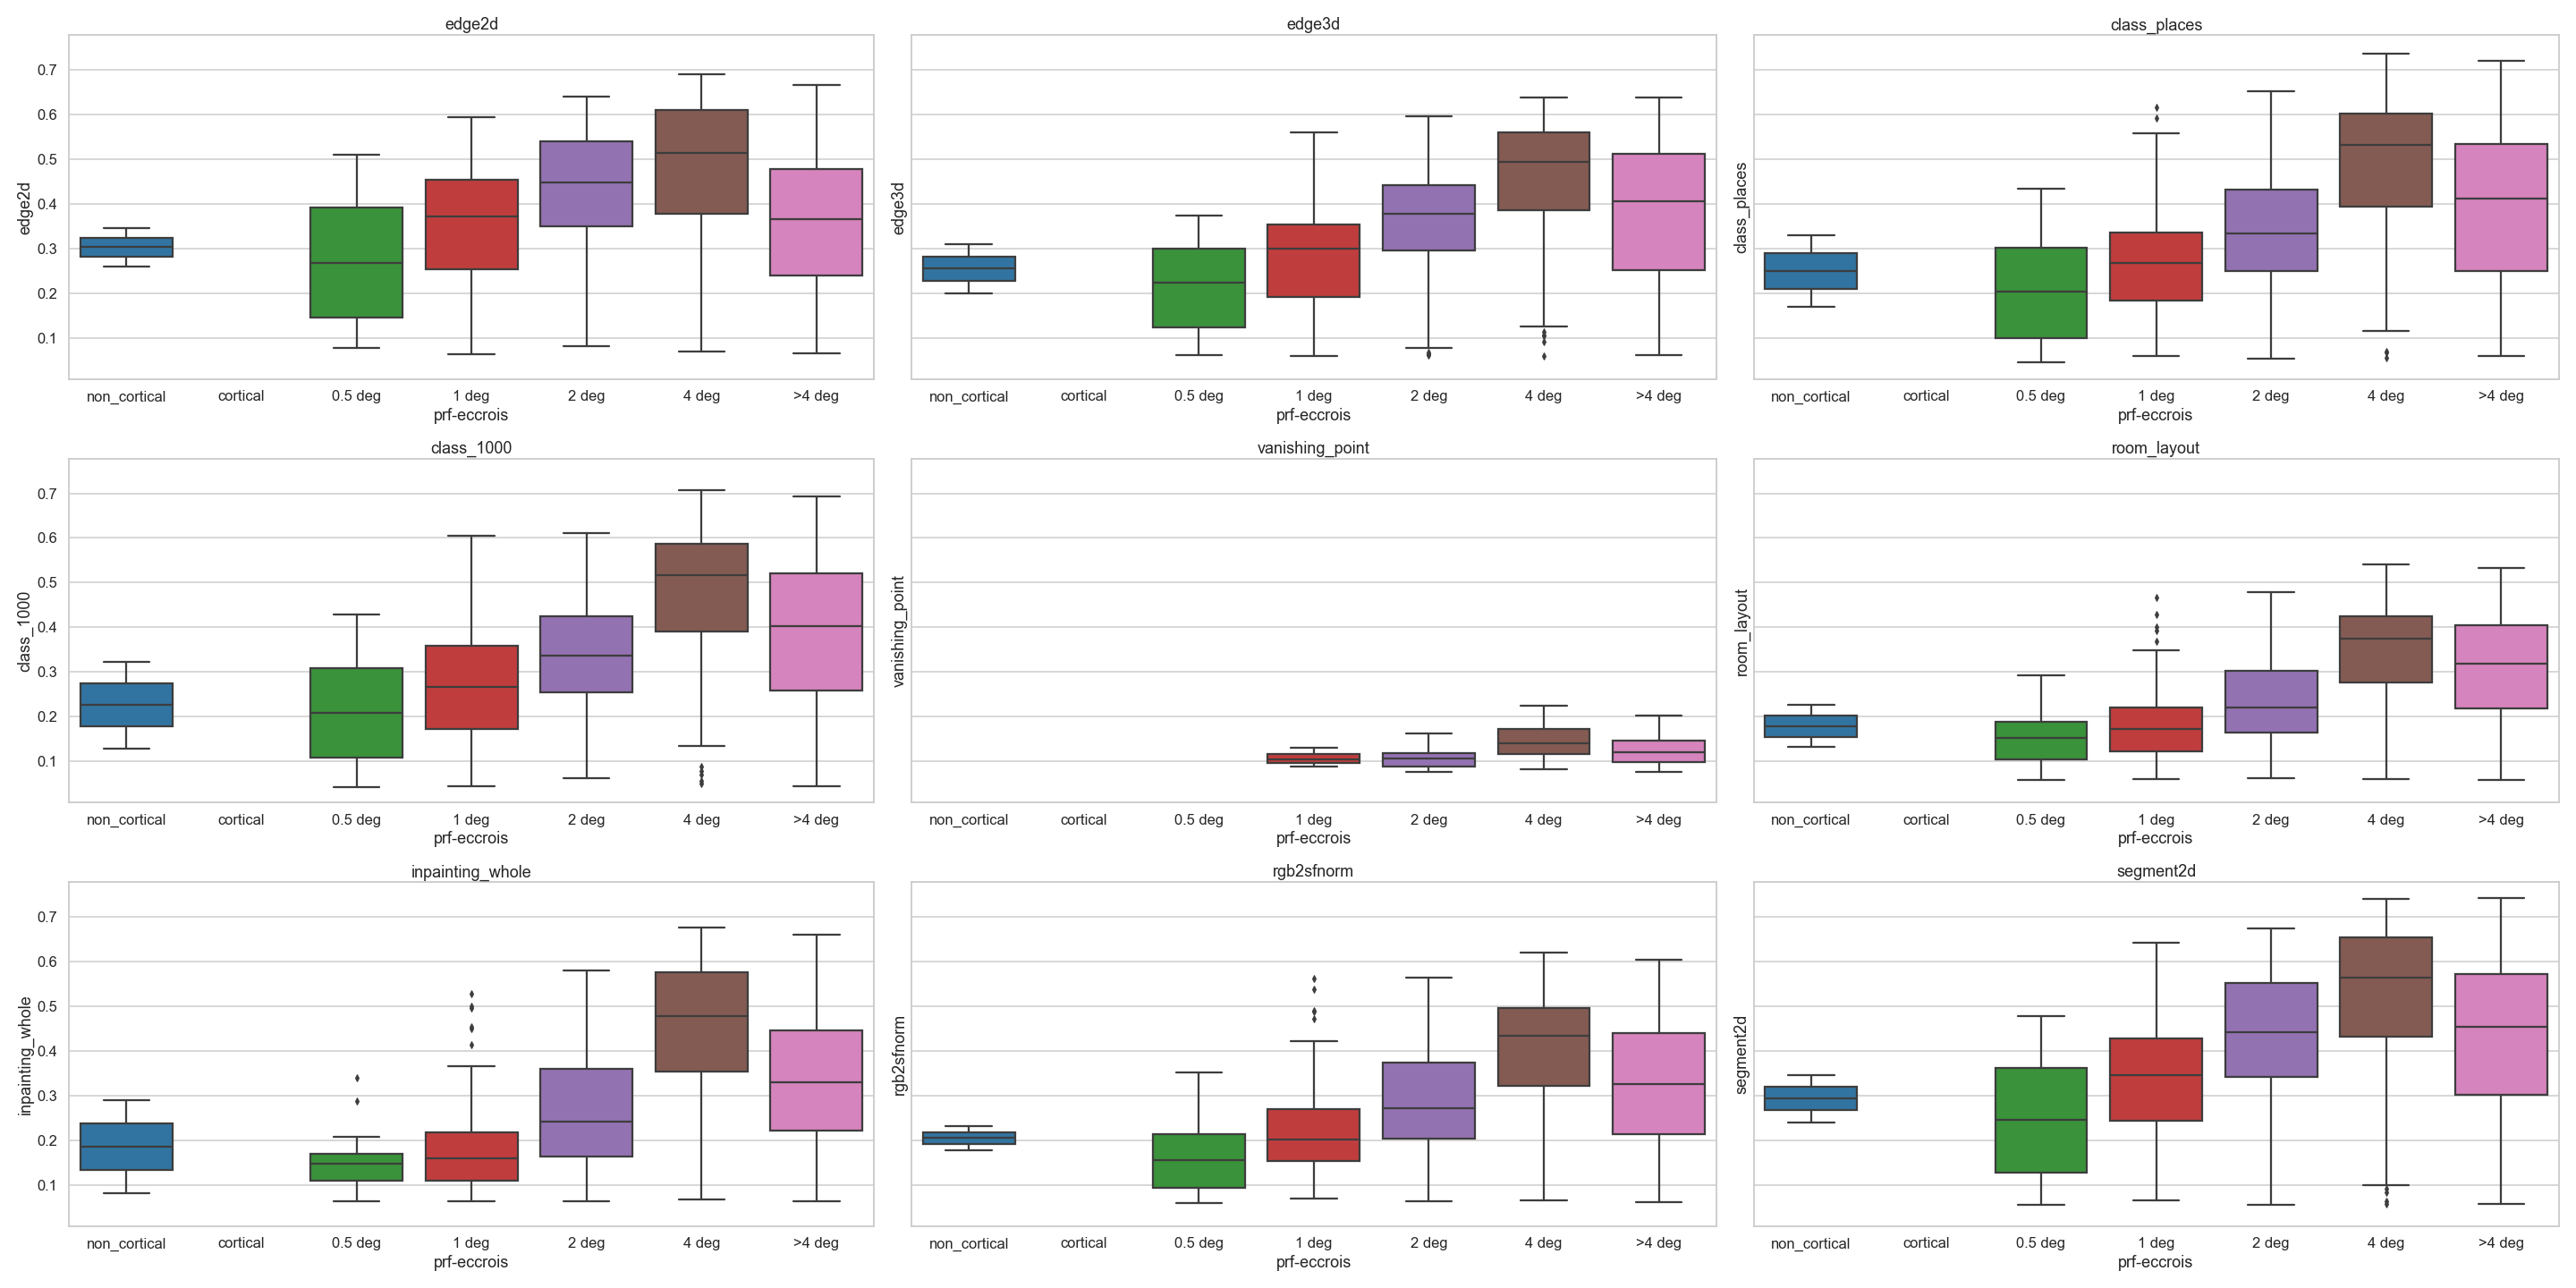 edge2d
edge2d
0.7
0.6
0.5
0.4
0.3
0.2
0.1
non_cortical cortical 0.5 deg 1 deg 2 deg 4 deg >4 deg
prf-eccrois
edge3d
edge3d
non_cortical cortical 0.5 deg 1 deg 2 deg 4 deg >4 deg
prf-eccrois
class_places
class_places
non_cortical cortical 0.5 deg 1 deg 2 deg 4 deg >4 deg
prf-eccrois
class_1000
class_1000
0.7
0.6
0.5
0.4
0.3
0.2
0.1
non_cortical cortical 0.5 deg 1 deg 2 deg 4 deg >4 deg
prf-eccrois
vanishing_point
vanishing_point
non_cortical cortical 0.5 deg 1 deg 2 deg 4 deg >4 deg
prf-eccrois
room_layout
room_layout
non_cortical cortical 0.5 deg 1 deg 2 deg 4 deg >4 deg
prf-eccrois
inpainting_whole
inpainting_whole
0.7
0.6
0.5
0.4
0.3
0.2
0.1
non_cortical cortical 0.5 deg 1 deg 2 deg 4 deg >4 deg
prf-eccrois
rgb2sfnorm
rgb2sfnorm
non_cortical cortical 0.5 deg 1 deg 2 deg 4 deg >4 deg
prf-eccrois
segment2d
segment2d
non_cortical cortical 0.5 deg 1 deg 2 deg 4 deg >4 deg
prf-eccrois